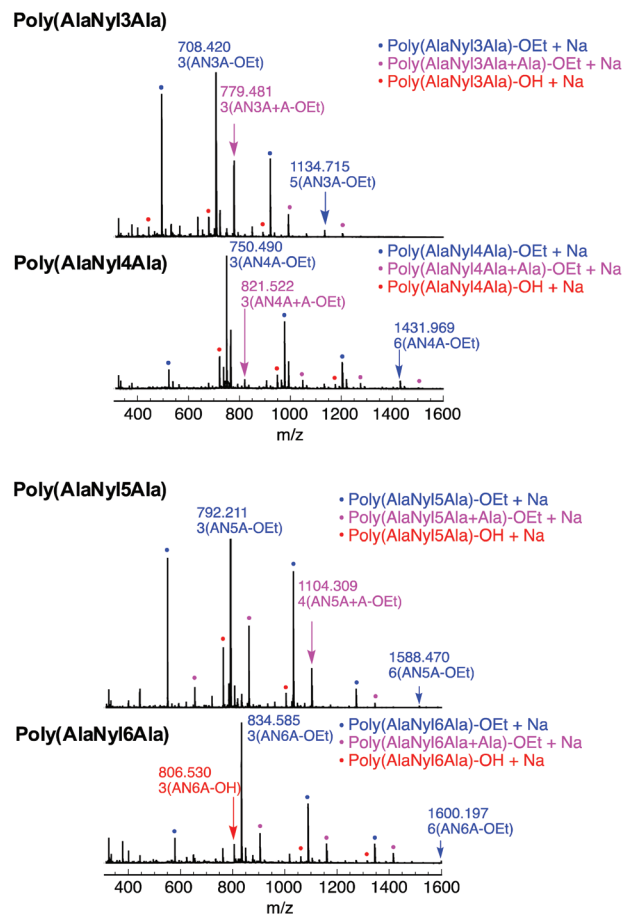 Poly(AlaNyl3Ala)
708.420
3(AN3A-OEt)
779.481
3(AN3A+A-OEt)
1134.715
5(AN3A-OEt)
• Poly(AlaNyl3Ala)-OEt + Na
• Poly(AlaNyl3Ala+Ala)-OEt + Na
• Poly(AlaNyl3Ala)-OH + Na
Poly(AlaNyl4Ala)
750.490
3(AN4A-OEt)
821.522
3(AN4A+A-OEt)
1431.969
6(AN4A-OEt)
• Poly(AlaNyl4Ala)-OEt + Na
• Poly(AlaNyl4Ala+Ala)-OEt + Na
• Poly(AlaNyl4Ala)-OH + Na
400 600 800 1000 1200 1400 1600
m/z
Poly(AlaNyl5Ala)
792.211
3(AN5A-OEt)
1104.309
4(AN5A+A-OEt)
1588.470
6(AN5A-OEt)
• Poly(AlaNyl5Ala)-OEt + Na
• Poly(AlaNyl5Ala+Ala)-OEt + Na
• Poly(AlaNyl5Ala)-OH + Na
Poly(AlaNyl6Ala)
834.585
3(AN6A-OEt)
806.530
3(AN6A-OH)
1600.197
6(AN6A-OEt)
• Poly(AlaNyl6Ala)-OEt + Na
• Poly(AlaNyl6Ala+Ala)-OEt + Na
• Poly(AlaNyl6Ala)-OH + Na
400 600 800 1000 1200 1400 1600
m/z